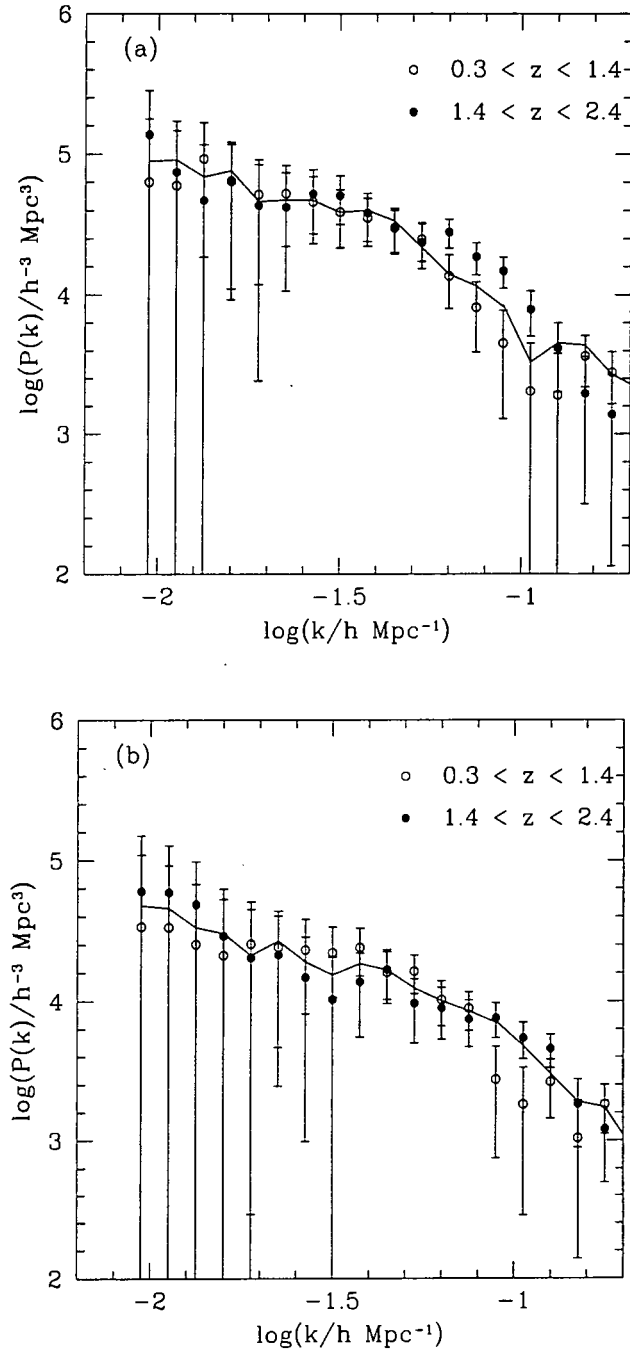 6
(a)
0.3 < z < 1.4
1.4 < z < 2.4
5
4
3
2
log(P(k)/h⁻³ Mpc³)
-2
-1.5
-1
log(k/h Mpc⁻¹)
6
(b)
0.3 < z < 1.4
1.4 < z < 2.4
5
4
3
2
log(P(k)/h⁻³ Mpc³)
-2
-1.5
-1
log(k/h Mpc⁻¹)